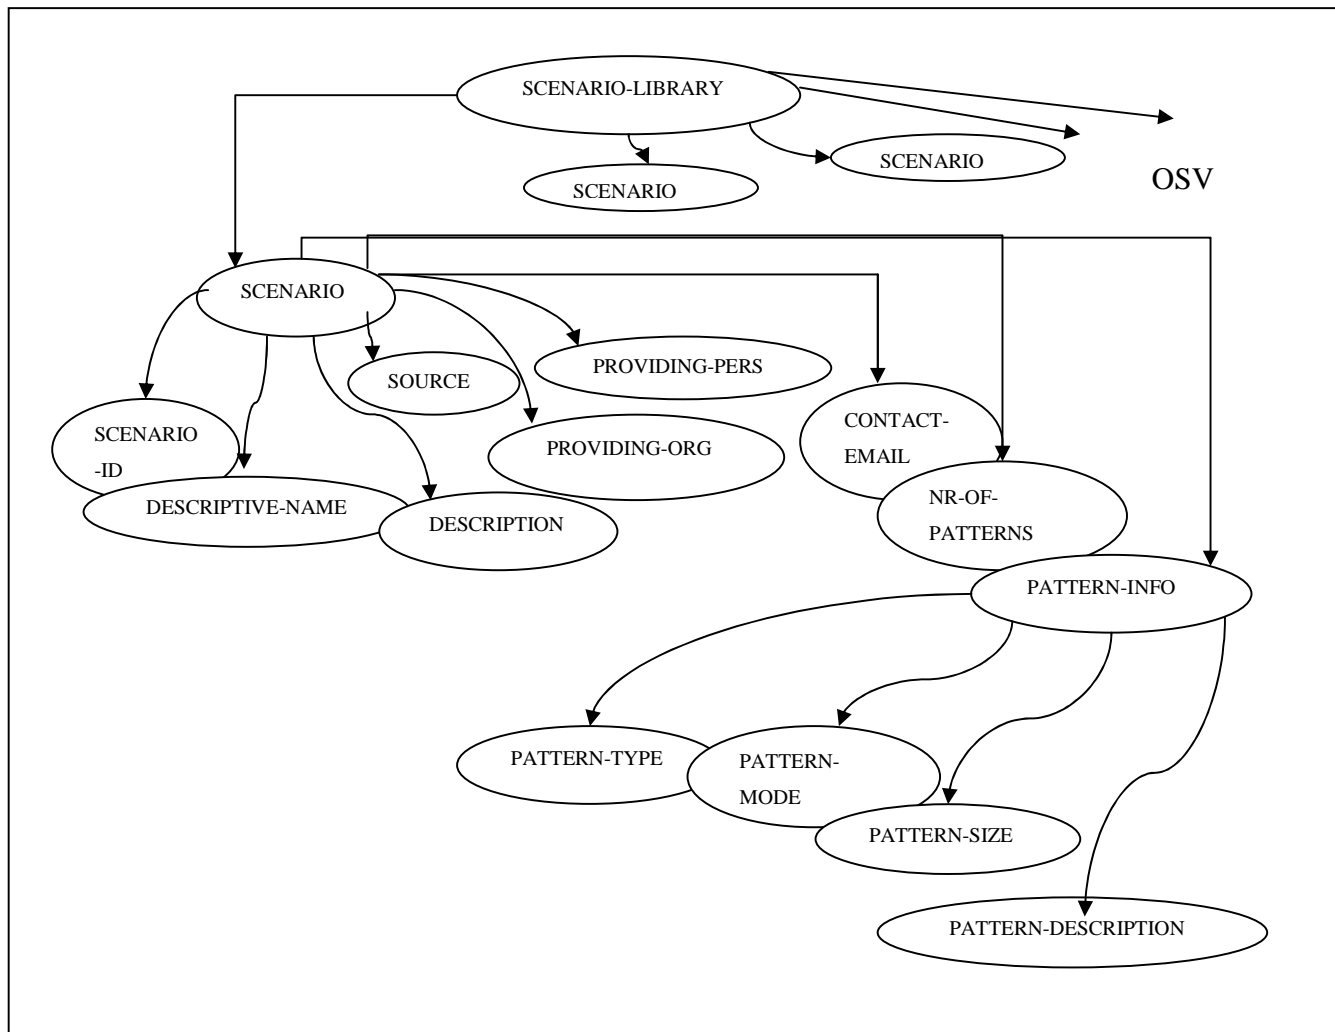 SCENARIO-LIBRARY
SCENARIO
SCENARIO
OSV
SCENARIO
SOURCE
PROVIDING-PERS
SCENARIO
-ID
PROVIDING-ORG
CONTACT-
EMAIL
DESCRIPTIVE-NAME
DESCRIPTION
NR-OF-
PATTERNS
PATTERN-INFO
PATTERN-TYPE
PATTERN-
MODE
PATTERN-SIZE
PATTERN-DESCRIPTION